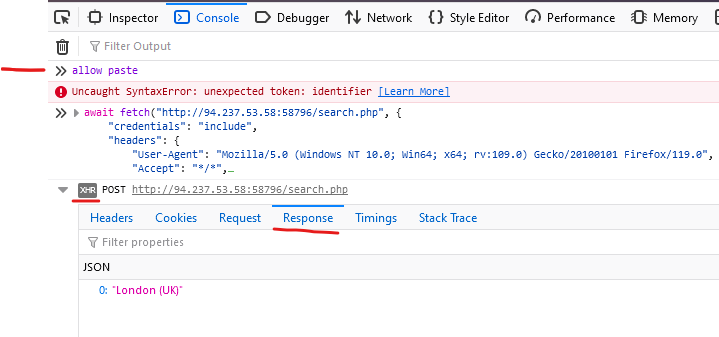 Inspector Console Debugger Network Style Editor Performance Memory
Filter Output
allow paste
Uncaught SyntaxError: unexpected token: identifier [Learn More]
await fetch("http://94.237.53.58:58796/search.php", {
"credentials": "include",
"headers": {
"User-Agent": "Mozilla/5.0 (Windows NT 10.0; Win64; x64; rv:109.0) Gecko/20100101 Firefox/119.0",
"Accept": "*/*",…
XHR POST http://94.237.53.58:58796/search.php
Headers Cookies Request Response Timings Stack Trace
Filter properties
JSON
0: "London (UK)"